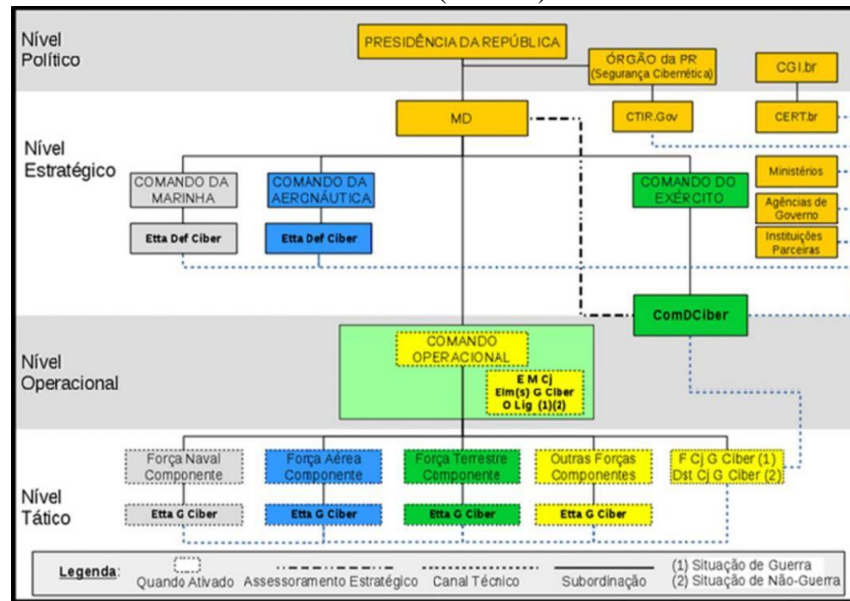 Nível
Político
PRESIDÊNCIA DA REPÚBLICA
ÓRGÃO da PR
(Segurança Cibernética)
CGI.br
Nível
Estratégico
MD
CTIR.Gov
CERT.br
COMANDO DA
MARINHA
COMANDO DA
AERONÁUTICA
COMANDO DO
EXÉRCITO
Ministérios
Agências de
Governo
Instituições
Parceiras
Etta Def Ciber
Etta Def Ciber
ComDCiber
Nível
Operacional
COMANDO
OPERACIONAL
E M Cj
Elm(s) G Ciber
O Lig (1)(2)
Nível
Tático
Força Naval
Componente
Força Aérea
Componente
Força Terrestre
Componente
Outras Forças
Componentes
F Cj G Ciber (1)
Dst Cj G Ciber (2)
Etta G Ciber
Etta G Ciber
Etta G Ciber
Etta G Ciber
Legenda:
Quando Ativado
Assessoramento Estratégico
Canal Técnico
Subordinação
(1) Situação de Guerra
(2) Situação de Não-Guerra